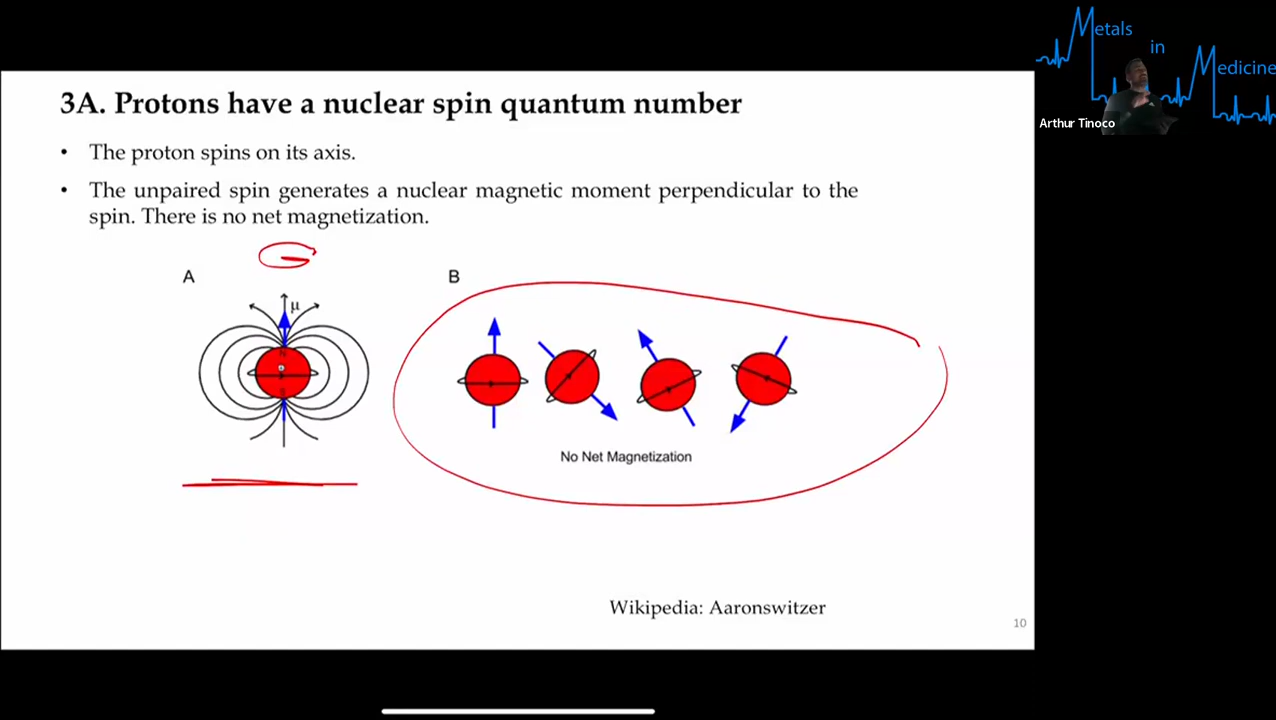 Metals
in
Medicine
Arthur Tinoco
3A. Protons have a nuclear spin quantum number
• The proton spins on its axis.
• The unpaired spin generates a nuclear magnetic moment perpendicular to the
spin. There is no net magnetization.
A
B
μ
N
No Net Magnetization
Wikipedia: Aaronswitzer
10